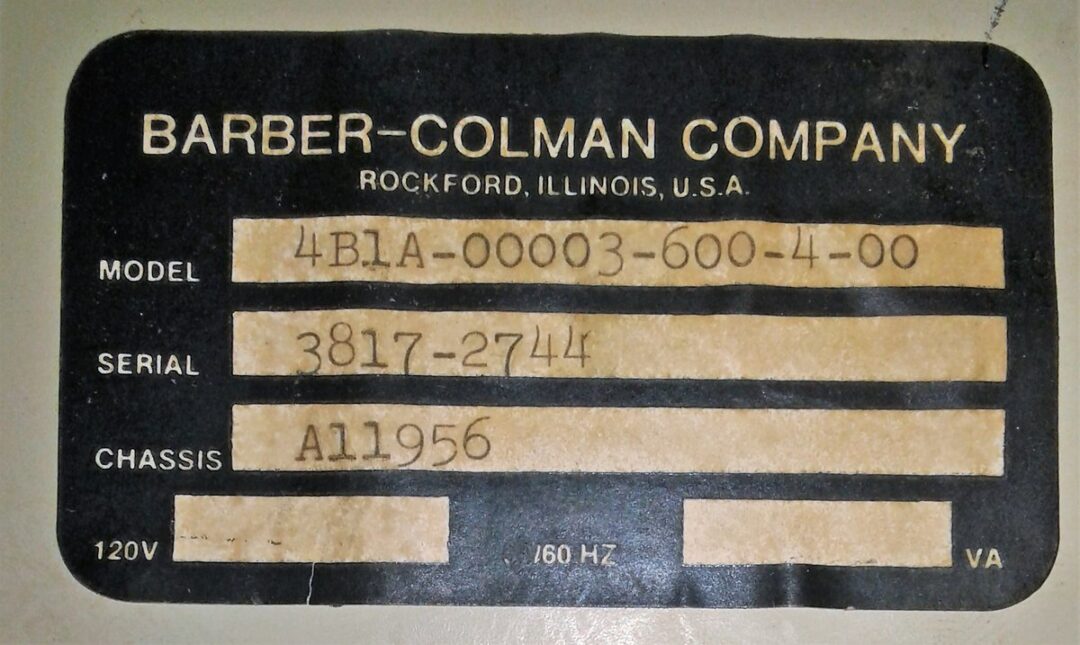 BARBER-COLMAN COMPANY
ROCKFORD, ILLINOIS, U.S.A.
MODEL 4B1A-00003-600-4-00
SERIAL 3817-2744
CHASSIS A11956
120V /60 HZ VA